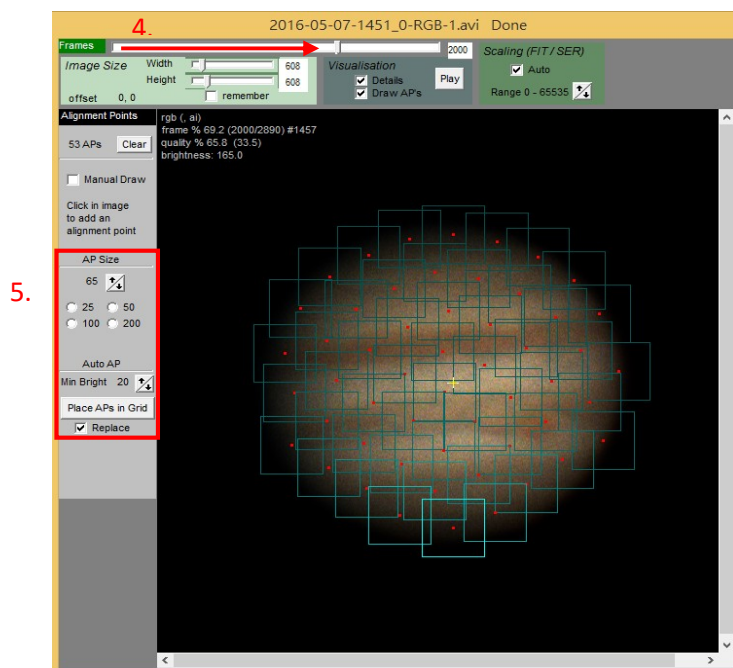 2016-05-07-1451_0-RGB-1.avi Done
4.
Frames
2000
Image Size Width 608
Height 608
offset 0, 0 remember
Visualisation
Details
Draw AP's
Play
Scaling (FIT / SER)
Auto
Range 0 - 65535
Alignment Points
53 APs Clear
Manual Draw
Click in image
to add an
alignment point
5.
AP Size
65
25 50
100 200
Auto AP
Min Bright 20
Place APs in Grid
Replace
rgb (, ai)
frame % 69.2 (2000/2890) #1457
quality % 65.8 (33.5)
brightness: 165.0